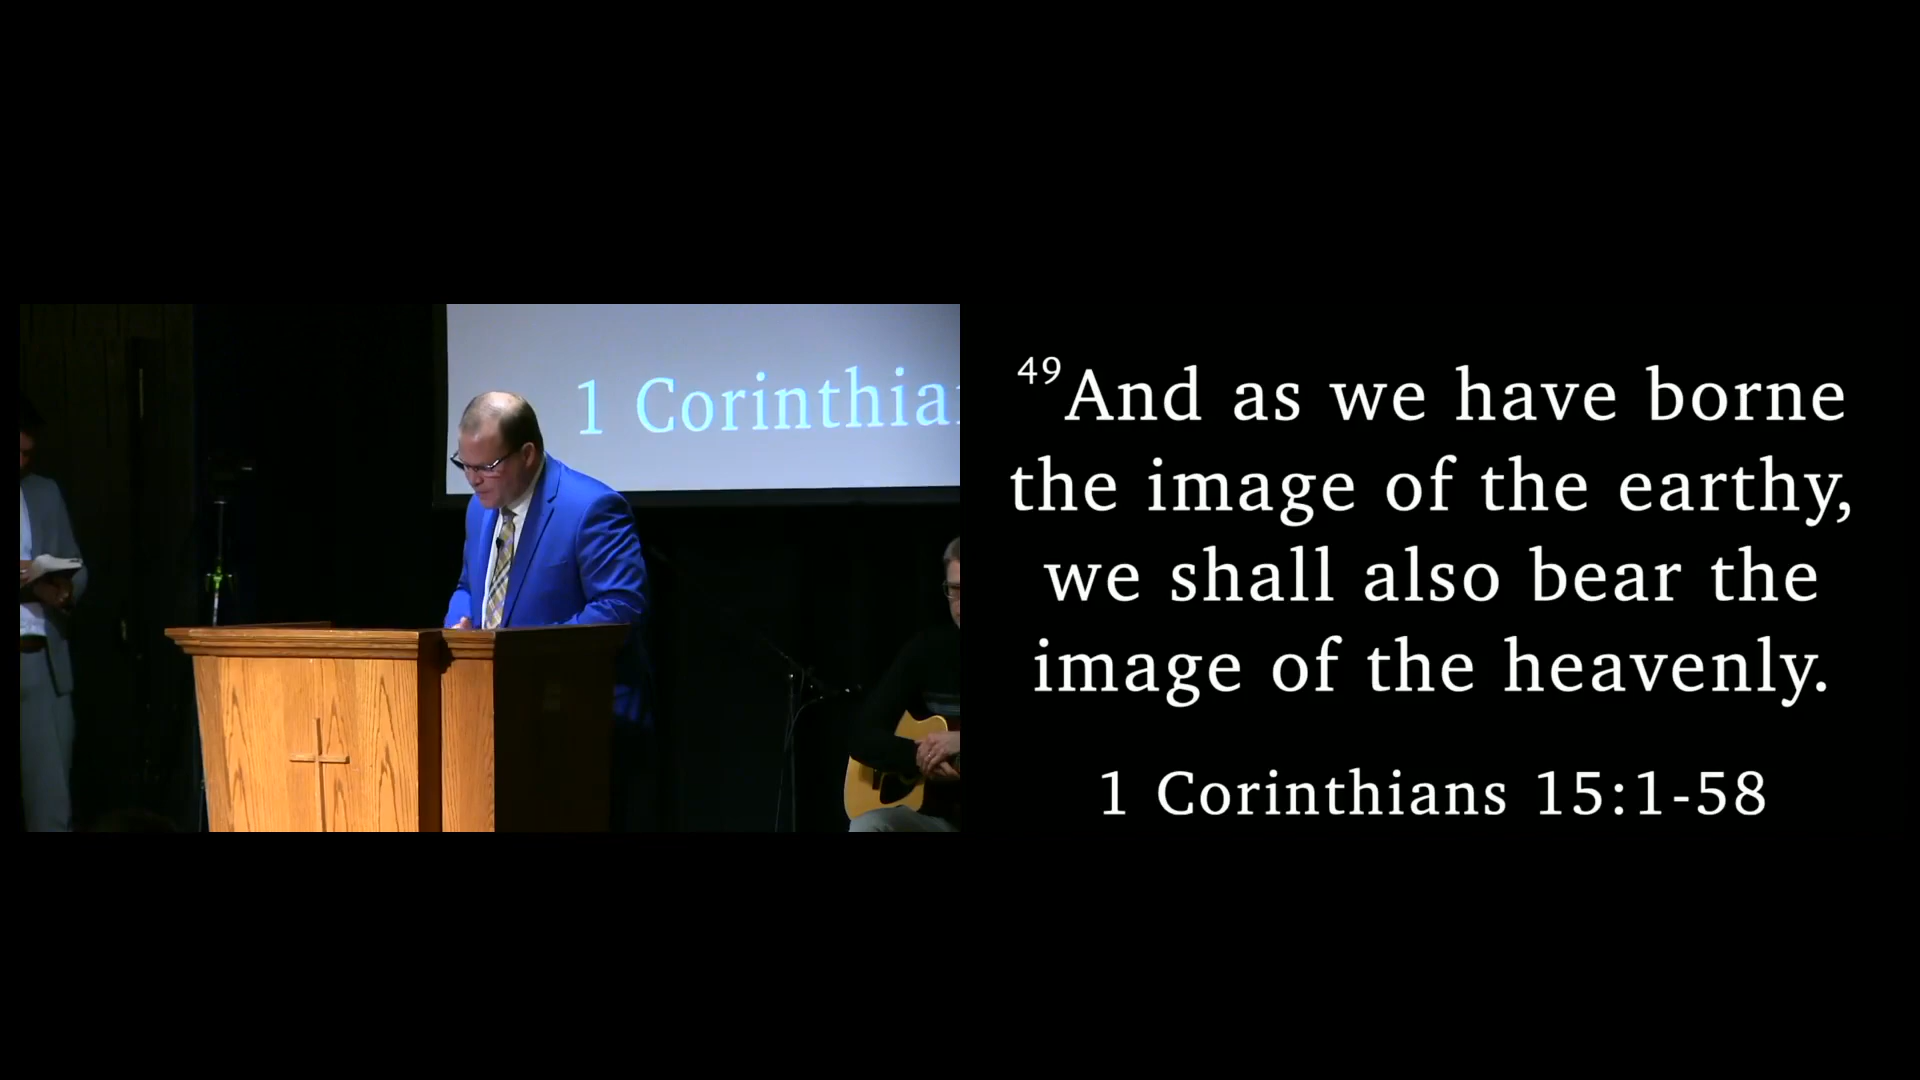 1 Corinthia
49And as we have borne
the image of the earthy,
we shall also bear the
image of the heavenly.
1 Corinthians 15:1-58